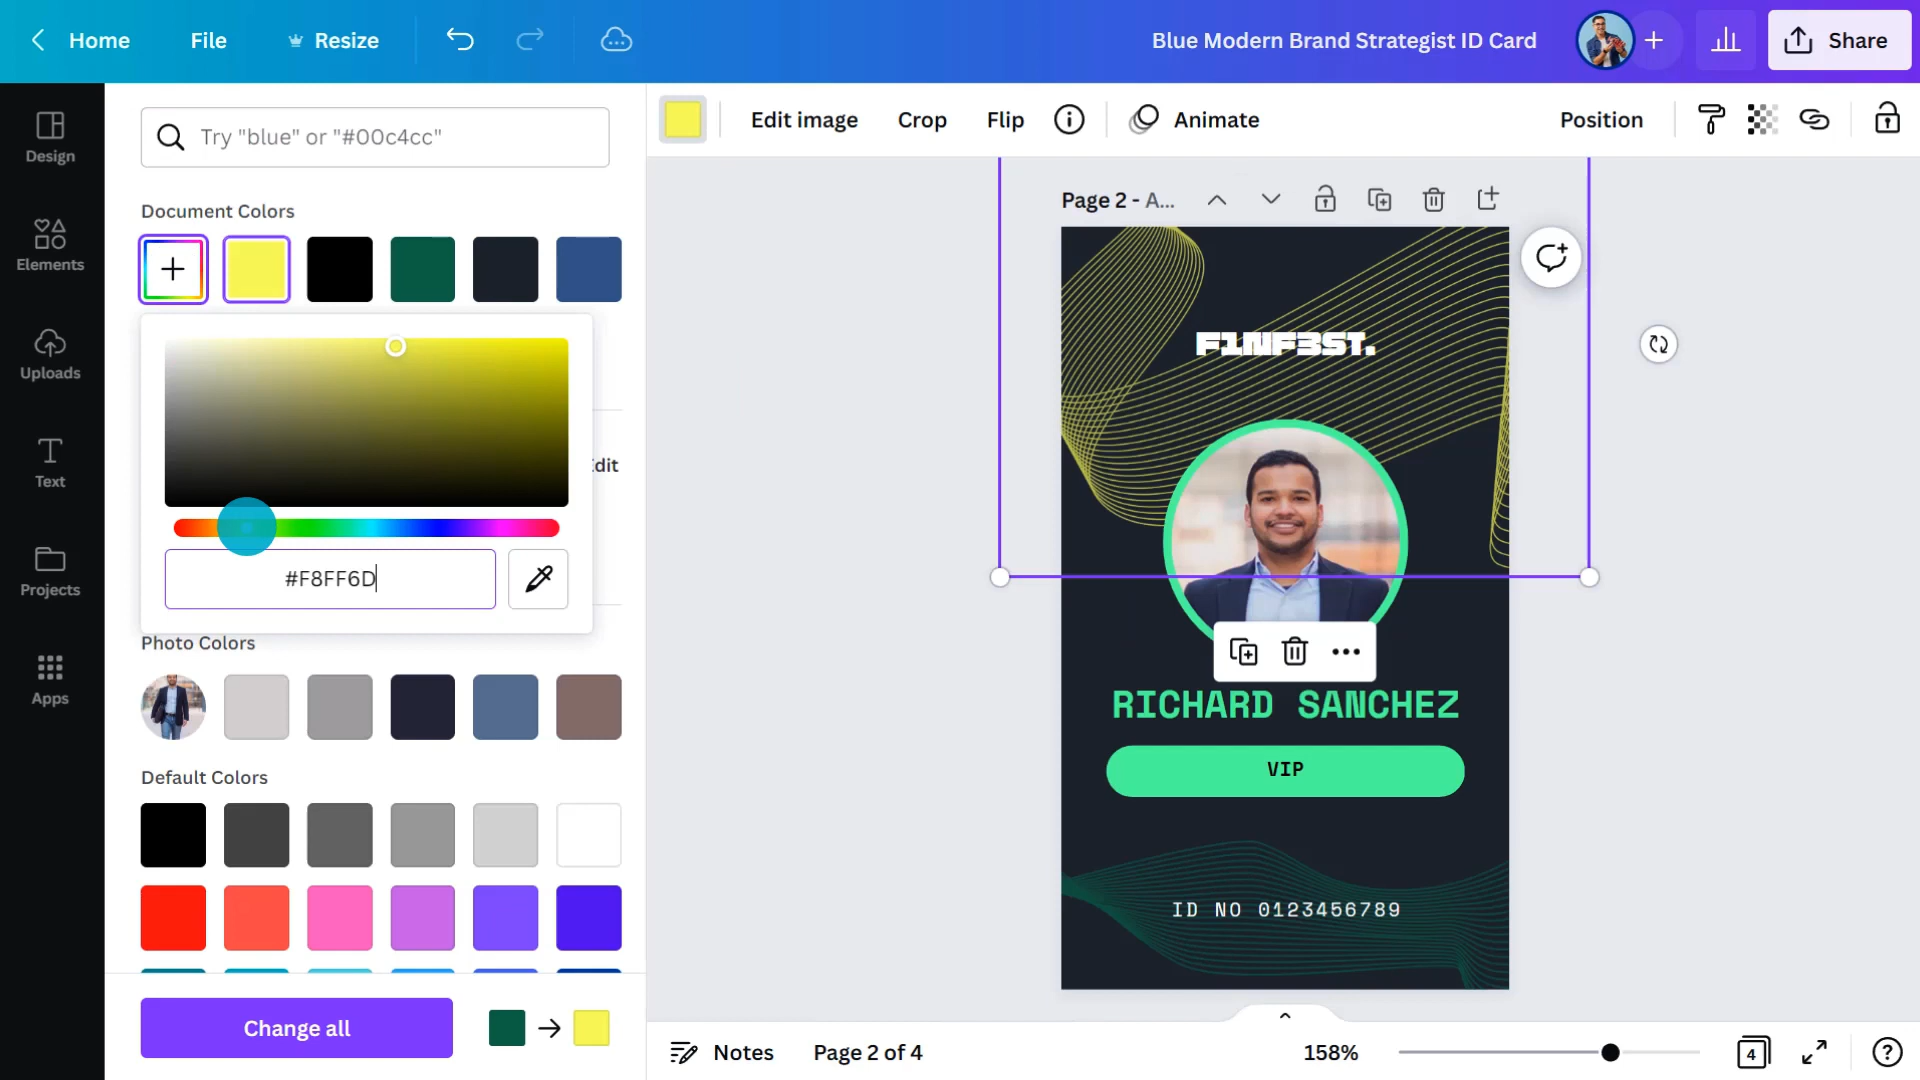 Home
File
Resize
Blue Modern Brand Strategist ID Card
Share
Design
Elements
Uploads
Text
Projects
Apps
Try "blue" or "#00c4cc"
Document Colors
Edit
#F8FF6D
Photo Colors
Default Colors
Change all
Edit image
Crop
Flip
Animate
Position
Page 2 - A...
F1NF3ST.
RICHARD SANCHEZ
VIP
ID NO 0123456789
Notes
Page 2 of 4
158%
4